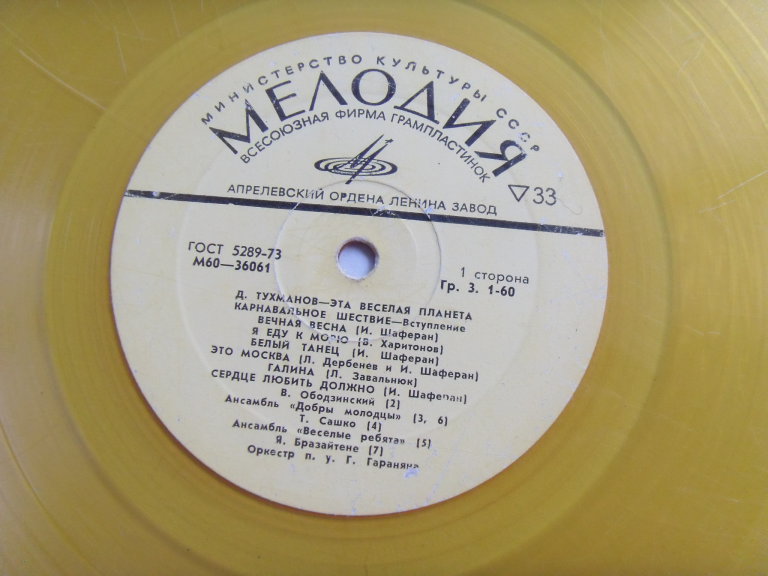 МИНИСТЕРСТВО КУЛЬТУРЫ СССР
МЕЛОДИЯ
ВСЕСОЮЗНАЯ ФИРМА ГРАМПЛАСТИНОК
АПРЕЛЕВСКИЙ ОРДЕНА ЛЕНИНА ЗАВОД
▽33
ГОСТ 5289-73
М60—36061
1 сторона
Гр. 3. 1-60
Д. ТУХМАНОВ—ЭТА ВЕСЕЛАЯ ПЛАНЕТА
КАРНАВАЛЬНОЕ ШЕСТВИЕ—Вступление
ВЕЧНАЯ ВЕСНА (И. Шаферан)
Я ЕДУ К МОРЮ (В. Харитонов)
БЕЛЫЙ ТАНЕЦ (И. Шаферан)
ЭТО МОСКВА (Л. Дербенев и И. Шаферан)
ГАЛИНА (Л. Завальнюк)
СЕРДЦЕ ЛЮБИТЬ ДОЛЖНО (И. Шаферан)
В. Ободзинский (2)
Ансамбль «Добры молодцы» (3, 6)
Т. Сашко (4)
Ансамбль «Веселые ребята» (5)
Я. Бразайтене (7)
Оркестр п. у. Г. Гараняна